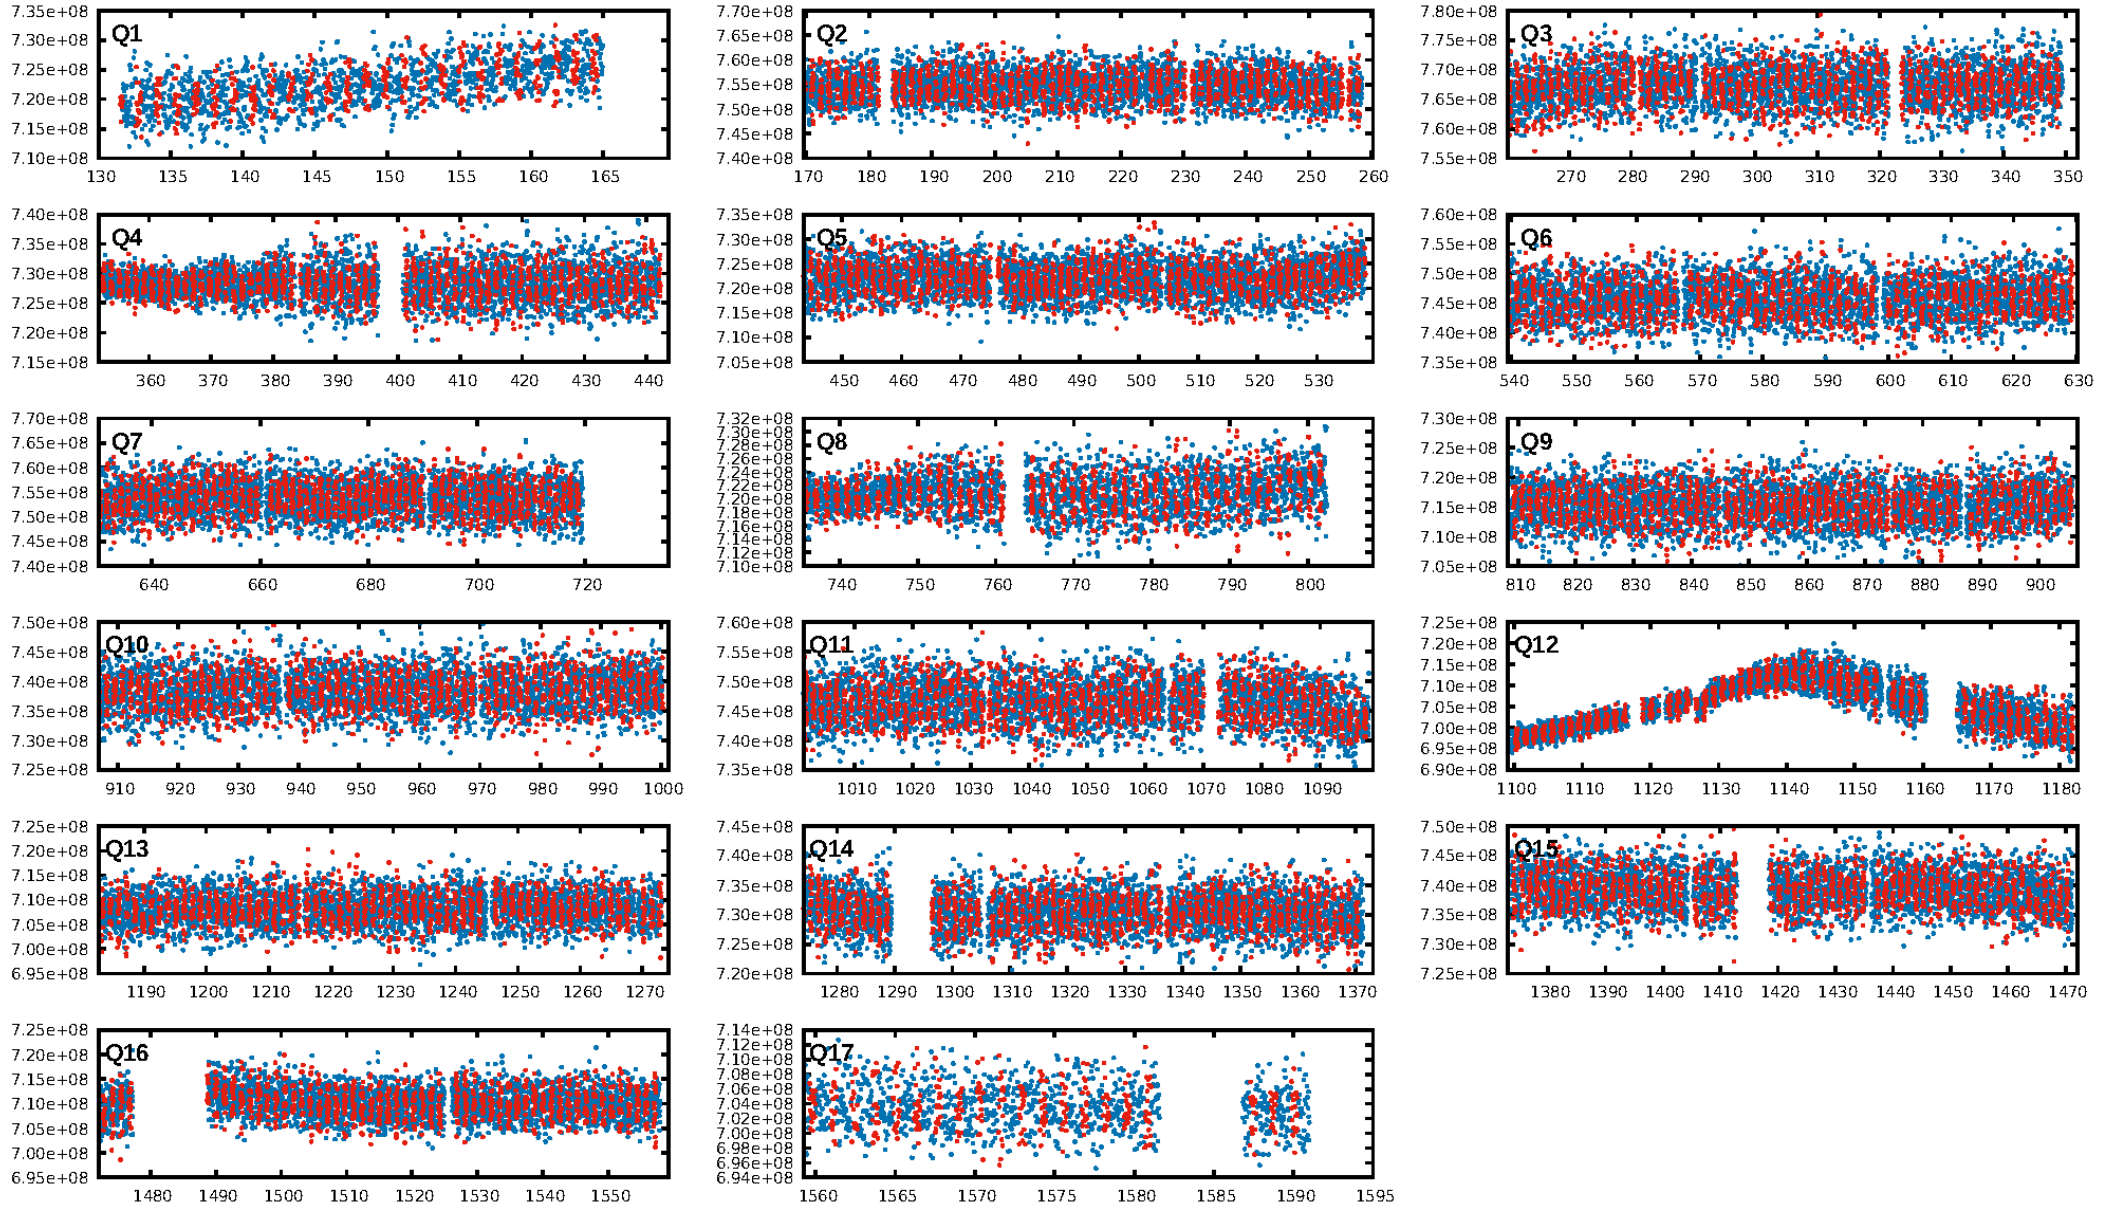 Q1
7.35e+08
7.30e+08
7.25e+08
7.20e+08
7.15e+08
7.10e+08
130 135 140 145 150 155 160 165
Q2
7.70e+08
7.65e+08
7.60e+08
7.55e+08
7.50e+08
7.45e+08
7.40e+08
170 180 190 200 210 220 230 240 250 260
Q3
7.80e+08
7.75e+08
7.70e+08
7.65e+08
7.60e+08
7.55e+08
270 280 290 300 310 320 330 340 350
Q4
7.40e+08
7.35e+08
7.30e+08
7.25e+08
7.20e+08
7.15e+08
360 370 380 390 400 410 420 430 440
Q5
7.35e+08
7.30e+08
7.25e+08
7.20e+08
7.15e+08
7.10e+08
7.05e+08
450 460 470 480 490 500 510 520 530
Q6
7.60e+08
7.55e+08
7.50e+08
7.45e+08
7.40e+08
7.35e+08
540 550 560 570 580 590 600 610 620 630
Q7
7.70e+08
7.65e+08
7.60e+08
7.55e+08
7.50e+08
7.45e+08
7.40e+08
640 660 680 700 720
Q8
7.32e+08
7.30e+08
7.28e+08
7.26e+08
7.24e+08
7.22e+08
7.20e+08
7.18e+08
7.16e+08
7.14e+08
7.12e+08
7.10e+08
740 750 760 770 780 790 800
Q9
7.30e+08
7.25e+08
7.20e+08
7.15e+08
7.10e+08
7.05e+08
810 820 830 840 850 860 870 880 890 900
Q10
7.50e+08
7.45e+08
7.40e+08
7.35e+08
7.30e+08
7.25e+08
910 920 930 940 950 960 970 980 990 1000
Q11
7.60e+08
7.55e+08
7.50e+08
7.45e+08
7.40e+08
7.35e+08
1010 1020 1030 1040 1050 1060 1070 1080 1090
Q12
7.25e+08
7.20e+08
7.15e+08
7.10e+08
7.05e+08
7.00e+08
6.95e+08
6.90e+08
1100 1110 1120 1130 1140 1150 1160 1170 1180
Q13
7.25e+08
7.20e+08
7.15e+08
7.10e+08
7.05e+08
7.00e+08
6.95e+08
1190 1200 1210 1220 1230 1240 1250 1260 1270
Q14
7.45e+08
7.40e+08
7.35e+08
7.30e+08
7.25e+08
7.20e+08
1280 1290 1300 1310 1320 1330 1340 1350 1360 1370
Q15
7.50e+08
7.45e+08
7.40e+08
7.35e+08
7.30e+08
7.25e+08
1380 1390 1400 1410 1420 1430 1440 1450 1460 1470
Q16
7.25e+08
7.20e+08
7.15e+08
7.10e+08
7.05e+08
7.00e+08
6.95e+08
1480 1490 1500 1510 1520 1530 1540 1550
Q17
7.14e+08
7.12e+08
7.10e+08
7.08e+08
7.06e+08
7.04e+08
7.02e+08
7.00e+08
6.98e+08
6.96e+08
6.94e+08
1560 1565 1570 1575 1580 1585 1590 1595